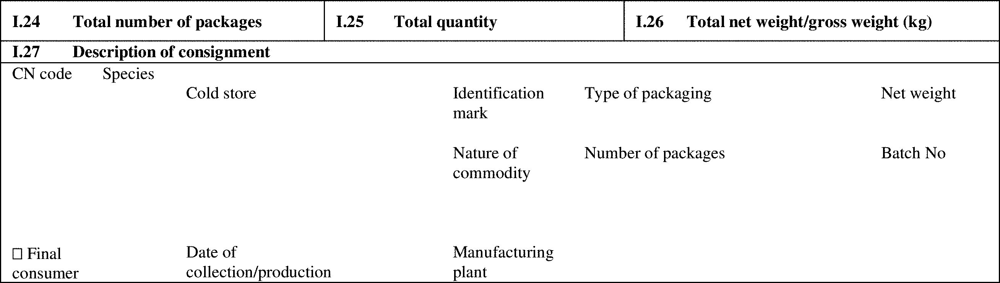 I.24 Total number of packages I.25 Total quantity I.26 Total net weight/gross weight (kg)
I.27 Description of consignment
CN code Species
Cold store Identification Type of packaging Net weight
mark
Nature of Number of packages Batch No
commodity
☐ Final Date of Manufacturing
consumer collection/production plant